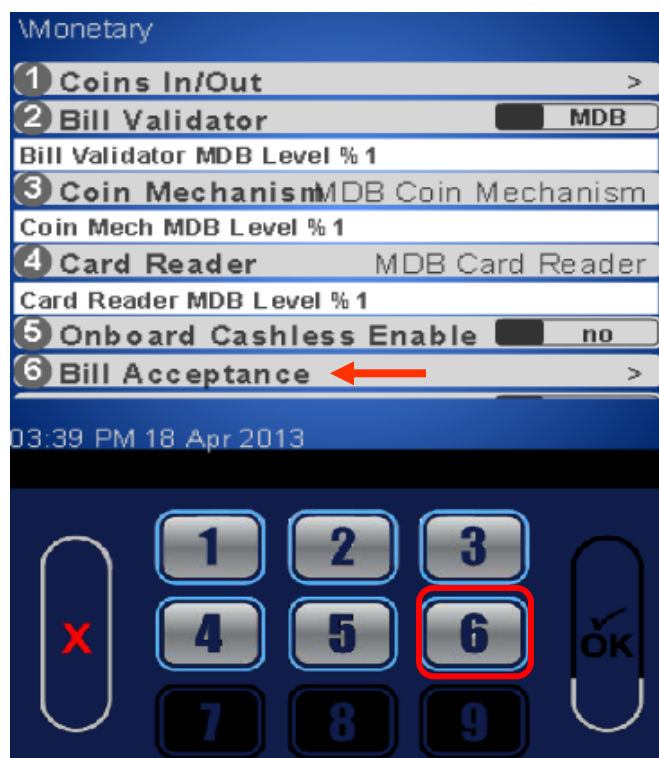 \Monetary
1 Coins In/Out >
2 Bill Validator MDB
Bill Validator MDB Level % 1
3 Coin Mechanism MDB Coin Mechanism
Coin Mech MDB Level % 1
4 Card Reader MDB Card Reader
Card Reader MDB Level % 1
5 Onboard Cashless Enable no
6 Bill Acceptance >
03:39 PM 18 Apr 2013
1 2 3
X 4 5 6 OK
7 8 9